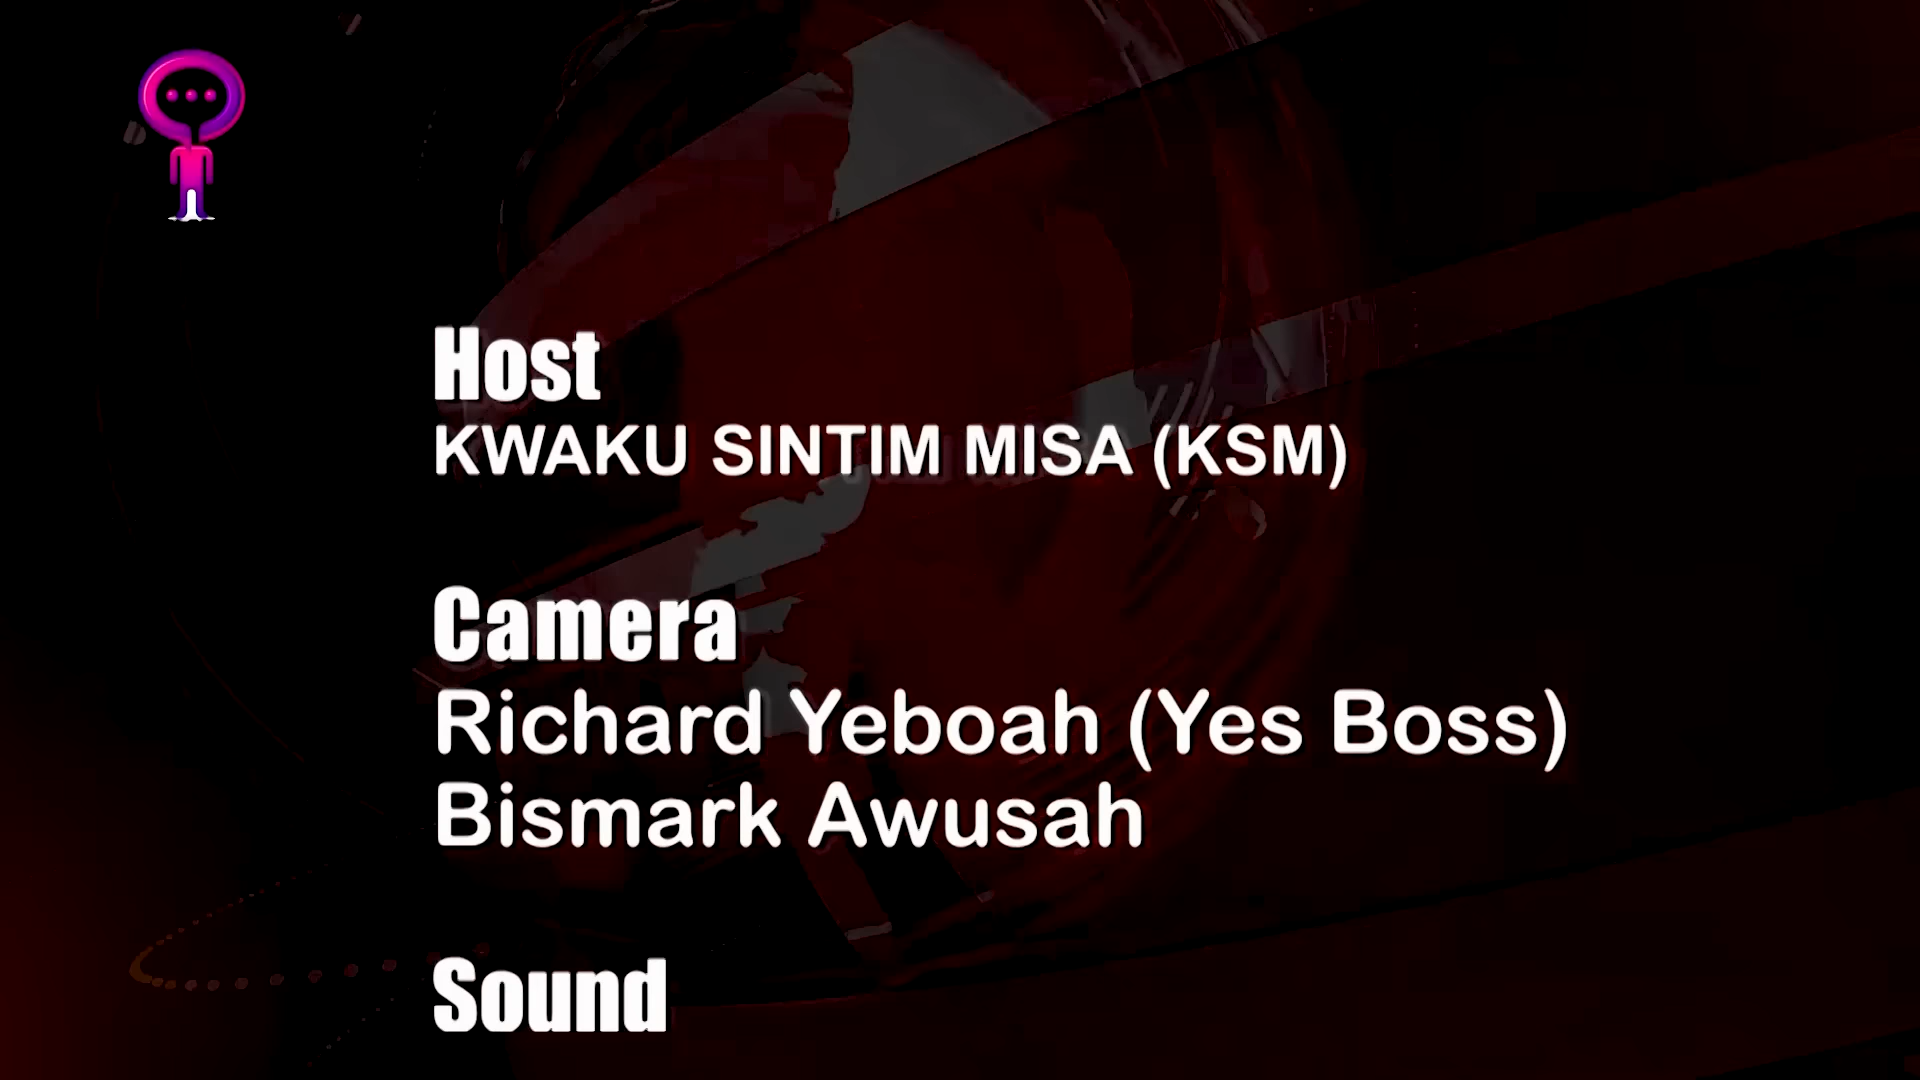 Host
KWAKU SINTIM MISA (KSM)
Camera
Richard Yeboah (Yes Boss)
Bismark Awusah
Sound